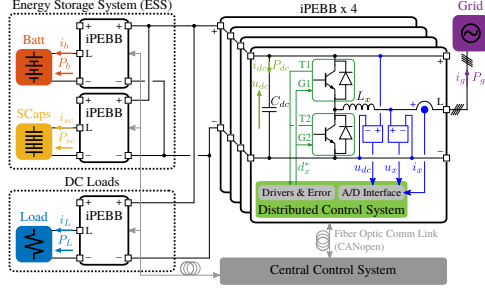 Energy Storage System (ESS)
iPEBB x 4
Grid
Batt
i_b
P_b
+ iPEBB +
L
− −
SCaps
i_sc
P_sc
+ iPEBB +
L
− −
DC Loads
Load
i_L
P_L
+ iPEBB +
L
− −
+
−
i_dc
P_dc
u_dc
C_dc
T1
G1
T2
G2
d_x^*
L_x
+
L
−
+ −
+ −
i_g
P_g
u_dc
u_x
i_x
Drivers & Error
A/D Interface
Distributed Control System
Fiber Optic Comm Link
(CANopen)
Central Control System